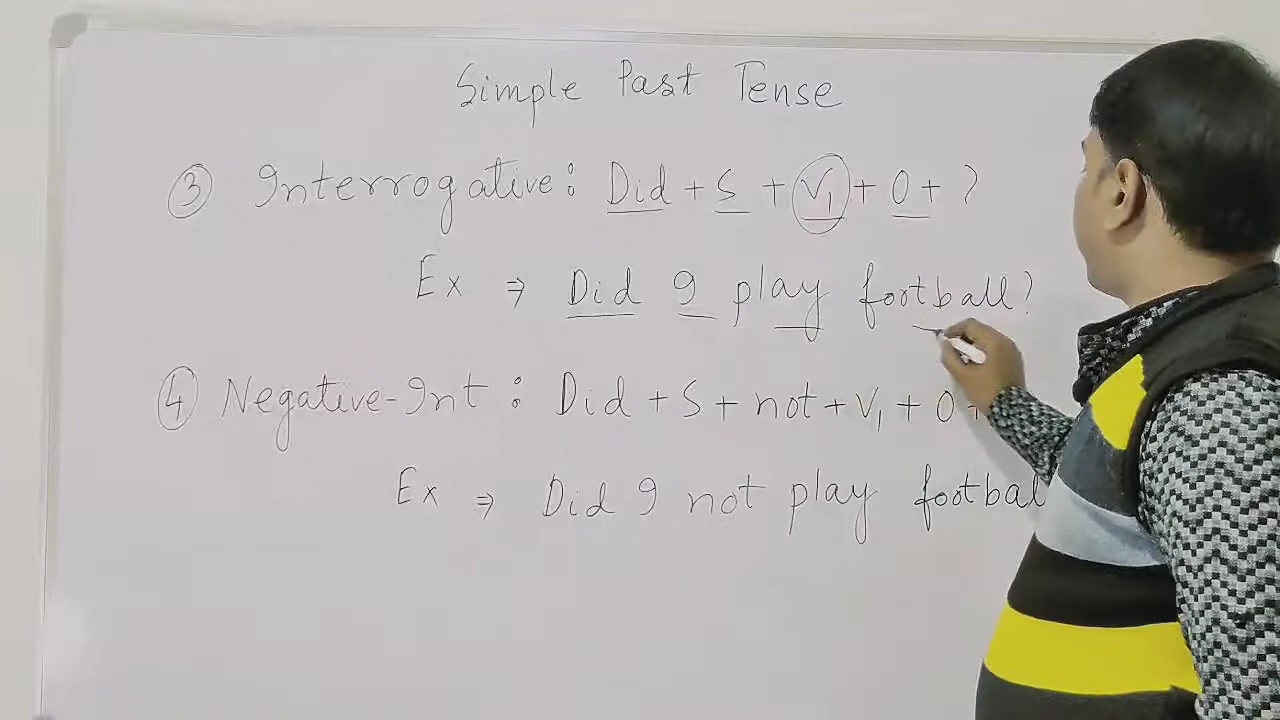 Simple Past Tense
③ Interrogative: Did + S + V₁ + O + ?
Ex ⇒ Did I play football?
④ Negative-Int : Did + S + not + V₁ + O +
Ex ⇒ Did I not play footbal